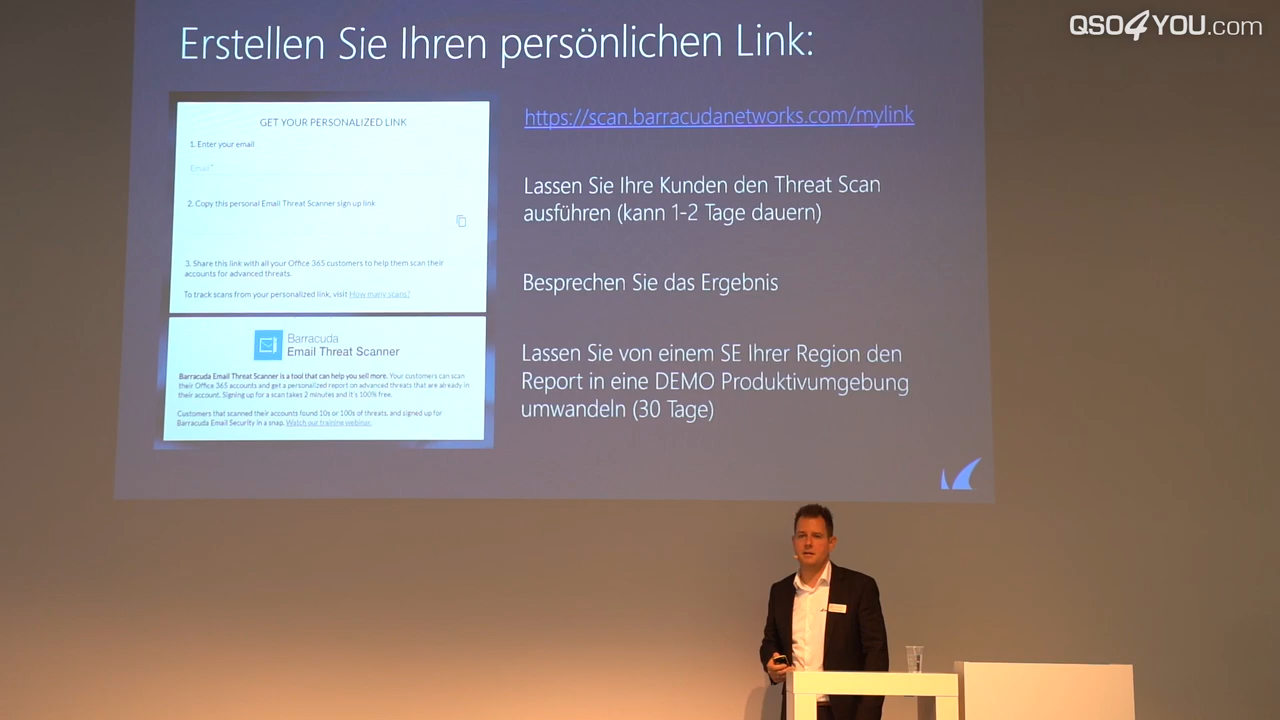 QSO4YOU.com
Erstellen Sie Ihren persönlichen Link:
GET YOUR PERSONALIZED LINK
1. Enter your email
Email*
2. Copy this personal Email Threat Scanner sign up link
3. Share this link with all your Office 365 customers to help them scan their
accounts for advanced threats.
To track scans from your personalized link, visit How many scans?
Barracuda
Email Threat Scanner
Barracuda Email Threat Scanner is a tool that can help you sell more. Your customers can scan
their Office 365 accounts and get a personalized report on advanced threats that are already in
their account. Signing up for a scan takes 2 minutes and it's 100% free.
Customers that scanned their accounts found 10s or 100s of threats, and signed up for
Barracuda Email Security in a snap. Watch our training webinar.
https://scan.barracudanetworks.com/mylink
Lassen Sie Ihre Kunden den Threat Scan
ausführen (kann 1-2 Tage dauern)
Besprechen Sie das Ergebnis
Lassen Sie von einem SE Ihrer Region den
Report in eine DEMO Produktivumgebung
umwandeln (30 Tage)